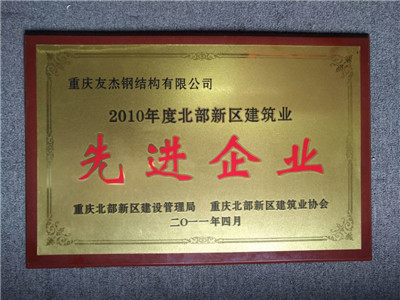 重庆友杰钢结构有限公司
2010年度北部新区建筑业
先进企业
重庆北部新区建设管理局 重庆北部新区建筑业协会
二〇一一年四月